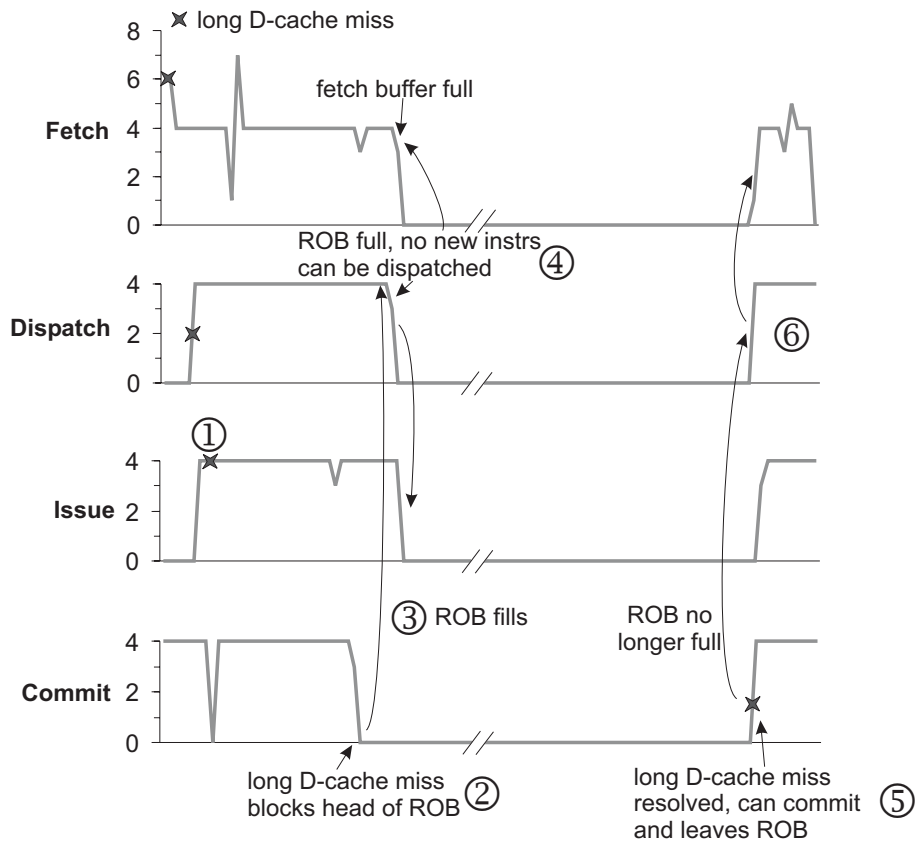 long D-cache miss
8
6
4
2
0
Fetch
fetch buffer full
ROB full, no new instrs
can be dispatched
④
4
2
0
Dispatch
⑥
①
4
2
0
Issue
③ ROB fills
ROB no
longer full
4
2
0
Commit
long D-cache miss
blocks head of ROB
②
long D-cache miss
resolved, can commit
and leaves ROB
⑤